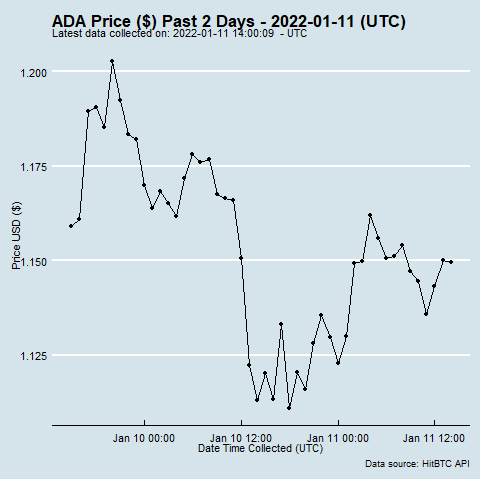 ADA Price ($) Past 2 Days - 2022-01-11 (UTC)
Latest data collected on: 2022-01-11 14:00:09 - UTC
1.200
1.175
1.150
1.125
Price USD ($)
Jan 10 00:00
Jan 10 12:00
Jan 11 00:00
Jan 11 12:00
Date Time Collected (UTC)
Data source: HitBTC API